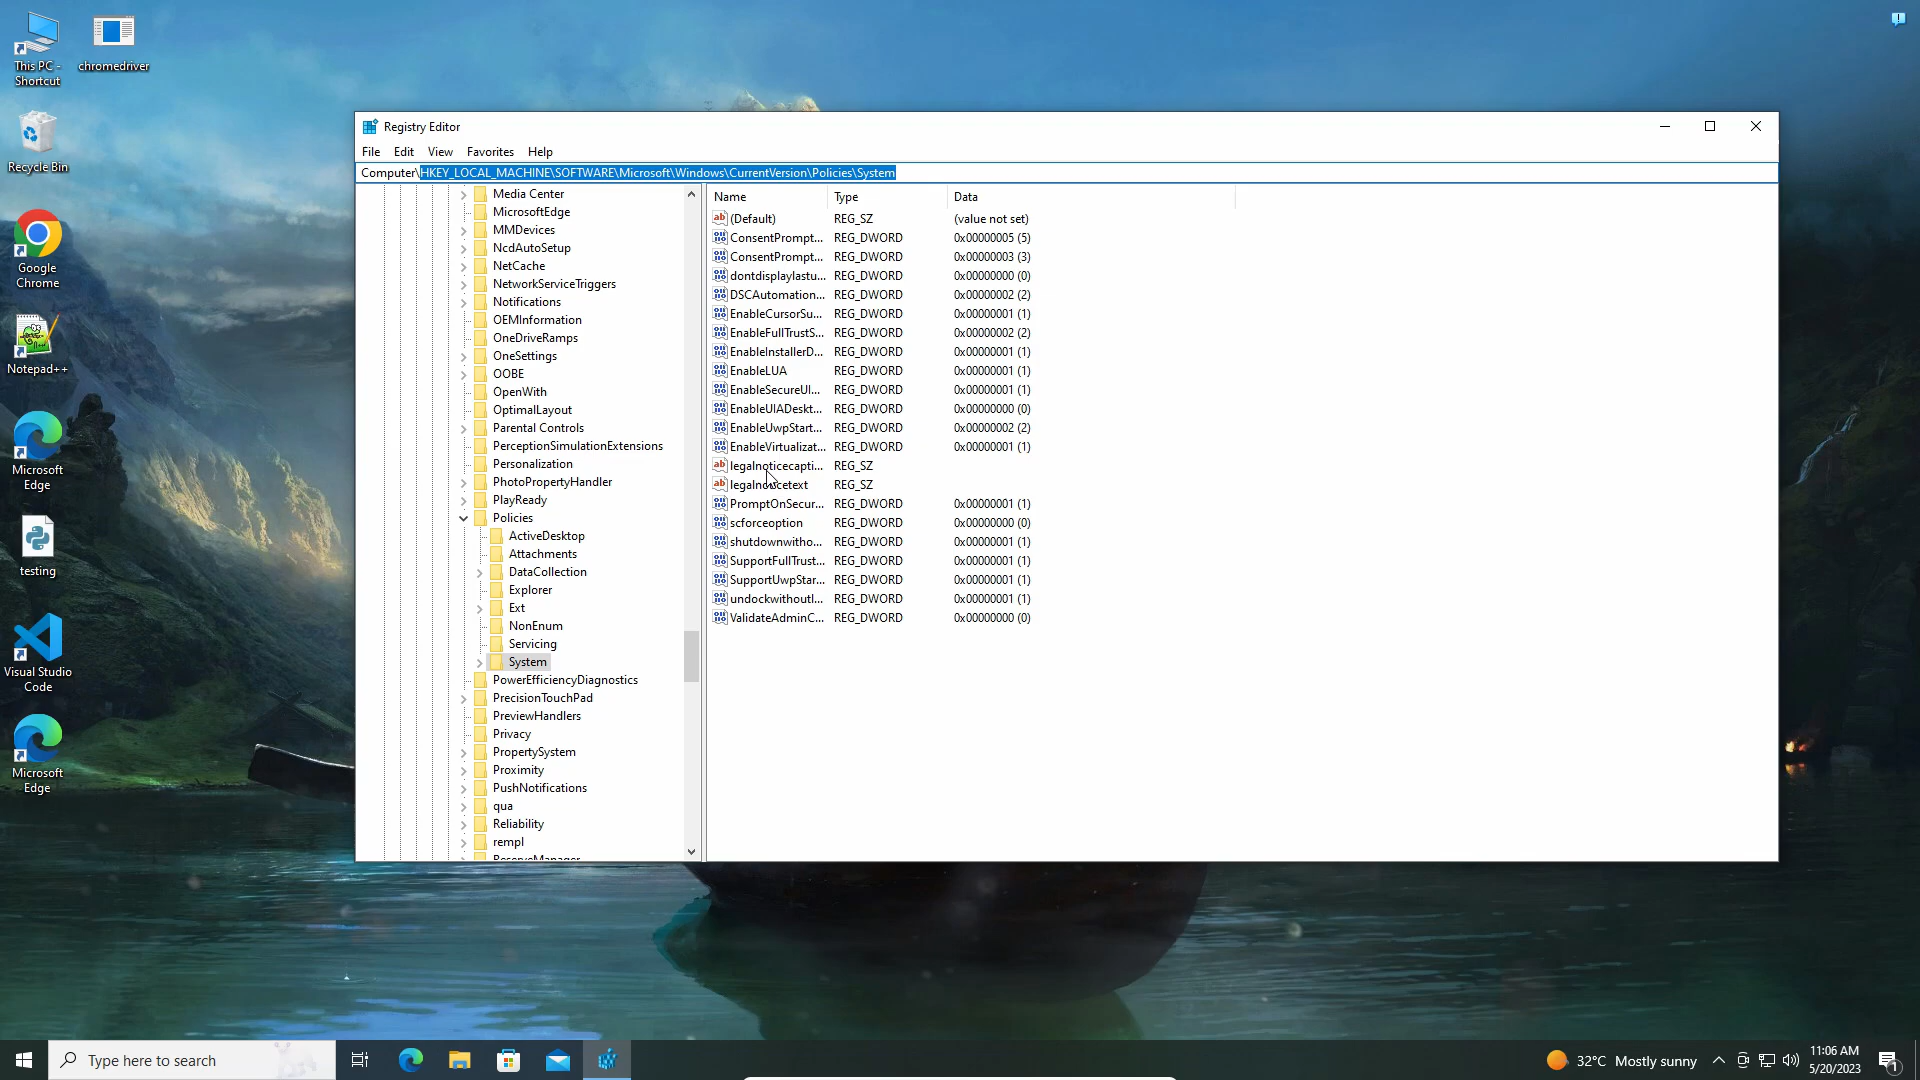 This PC -
Shortcut
chromedriver
Recycle Bin
Google
Chrome
Notepad++
Microsoft
Edge
testing
Visual Studio
Code
Microsoft
Edge
Registry Editor
File Edit View Favorites Help
Computer\HKEY_LOCAL_MACHINE\SOFTWARE\Microsoft\Windows\CurrentVersion\Policies\System
Media Center
MicrosoftEdge
MMDevices
NcdAutoSetup
NetCache
NetworkServiceTriggers
Notifications
OEMInformation
OneDriveRamps
OneSettings
OOBE
OpenWith
OptimalLayout
Parental Controls
PerceptionSimulationExtensions
Personalization
PhotoPropertyHandler
PlayReady
Policies
ActiveDesktop
Attachments
DataCollection
Explorer
Ext
NonEnum
Servicing
System
PowerEfficiencyDiagnostics
PrecisionTouchPad
PreviewHandlers
Privacy
PropertySystem
Proximity
PushNotifications
qua
Reliability
rempl
ReserveManager
Name Type Data
(Default) REG_SZ (value not set)
ConsentPrompt... REG_DWORD 0x00000005 (5)
ConsentPrompt... REG_DWORD 0x00000003 (3)
dontdisplaylastu... REG_DWORD 0x00000000 (0)
DSCAutomation... REG_DWORD 0x00000002 (2)
EnableCursorSu... REG_DWORD 0x00000001 (1)
EnableFullTrustS... REG_DWORD 0x00000002 (2)
EnableInstallerD... REG_DWORD 0x00000001 (1)
EnableLUA REG_DWORD 0x00000001 (1)
EnableSecureUI... REG_DWORD 0x00000001 (1)
EnableUIADeskt... REG_DWORD 0x00000000 (0)
EnableUwpStart... REG_DWORD 0x00000002 (2)
EnableVirtualizat... REG_DWORD 0x00000001 (1)
legalnoticecapti... REG_SZ
legalnoticetext REG_SZ
PromptOnSecur... REG_DWORD 0x00000001 (1)
scforceoption REG_DWORD 0x00000000 (0)
shutdownwitho... REG_DWORD 0x00000001 (1)
SupportFullTrust... REG_DWORD 0x00000001 (1)
SupportUwpStar... REG_DWORD 0x00000001 (1)
undockwithoutl... REG_DWORD 0x00000001 (1)
ValidateAdminC... REG_DWORD 0x00000000 (0)
Type here to search
32°C Mostly sunny
11:06 AM
5/20/2023
1